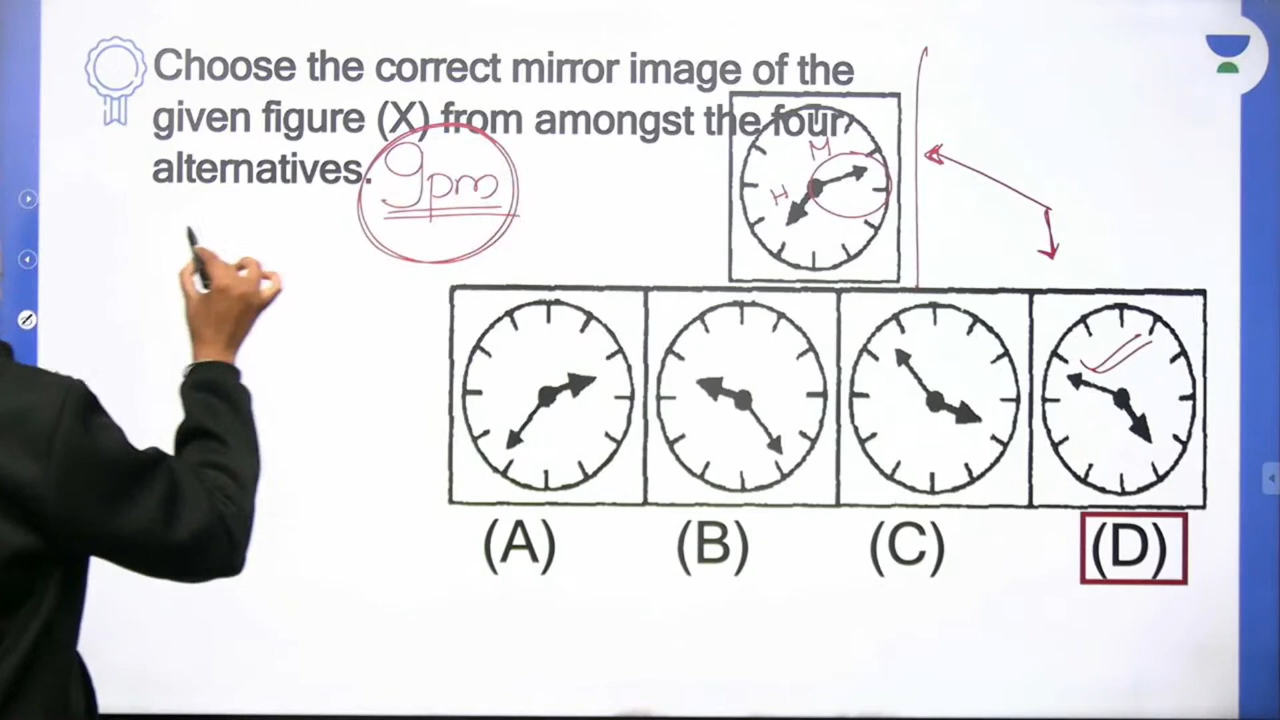 Choose the correct mirror image of the
given figure (X) from amongst the four
alternatives.
9pm
M
H
(A) (B) (C) (D)